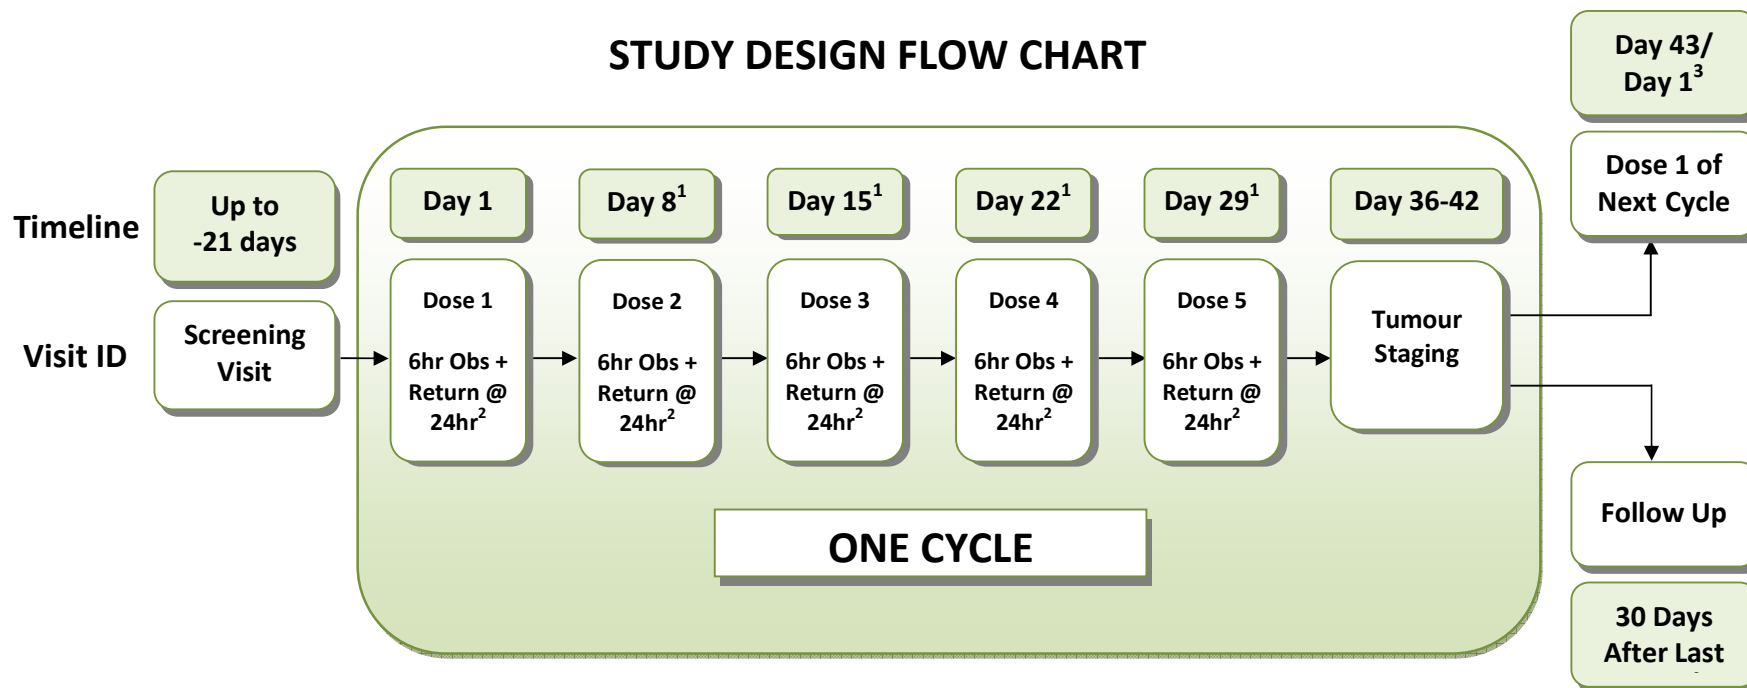 STUDY DESIGN FLOW CHART
Day 43/
Day 1³
Dose 1 of
Next Cycle
Timeline
Up to
-21 days
Day 1
Day 8¹
Day 15¹
Day 22¹
Day 29¹
Day 36-42
Visit ID
Screening
Visit
Dose 1
6hr Obs +
Return @
24hr²
Dose 2
6hr Obs +
Return @
24hr²
Dose 3
6hr Obs +
Return @
24hr²
Dose 4
6hr Obs +
Return @
24hr²
Dose 5
6hr Obs +
Return @
24hr²
Tumour
Staging
ONE CYCLE
Follow Up
30 Days
After Last